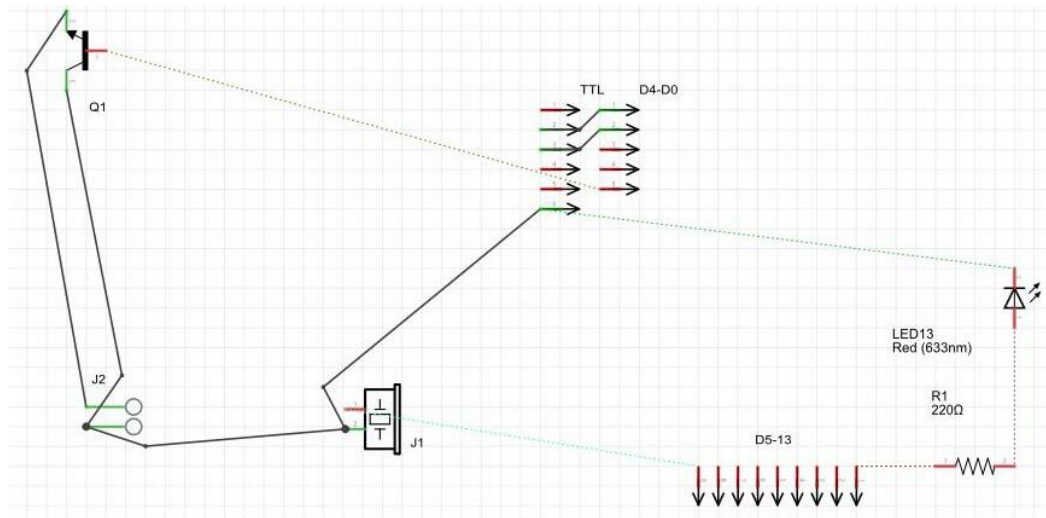 Q1
TTL D4-D0
LED13
Red (633nm)
R1
220Ω
J2
J1
D5-13